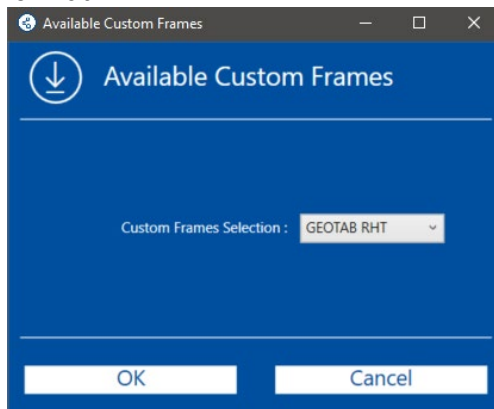 Available Custom Frames
Available Custom Frames
Custom Frames Selection : GEOTAB RHT
OK Cancel